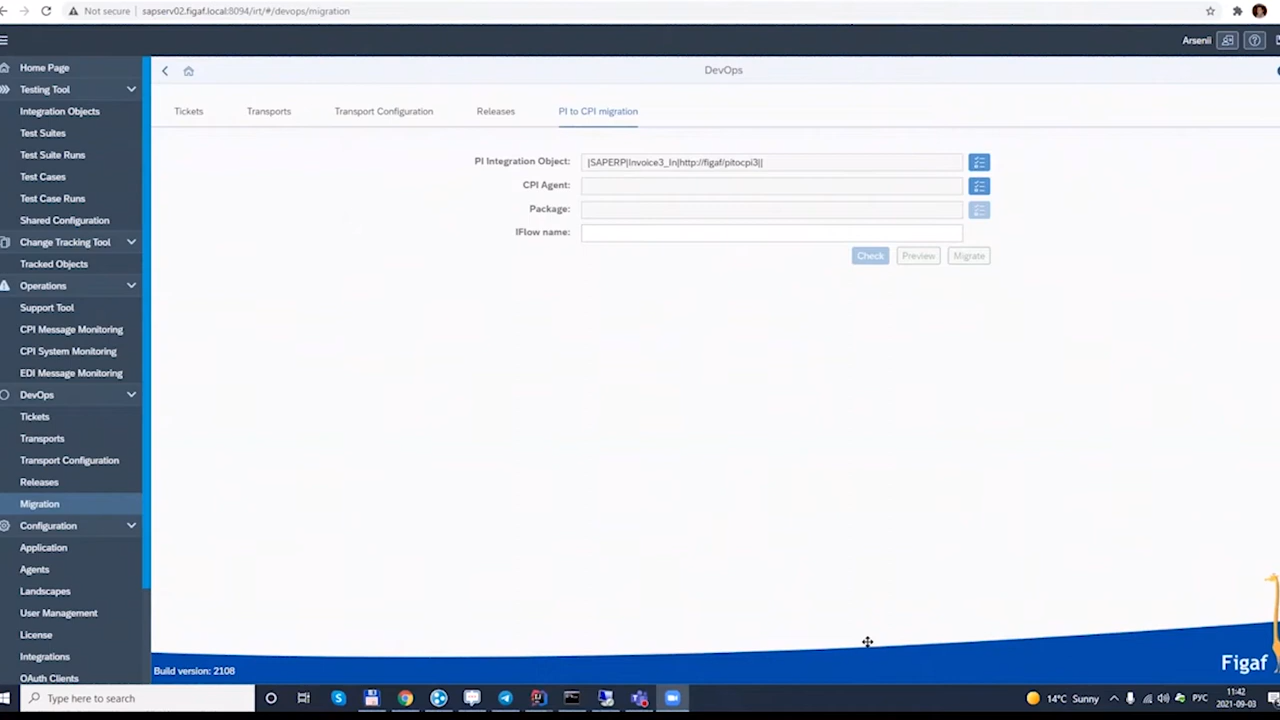 Not secure | sapserv02.figaf.local:8094/irt/#/devops/migration
Arsenii
Home Page
Testing Tool
Integration Objects
Test Suites
Test Suite Runs
Test Cases
Test Case Runs
Shared Configuration
Change Tracking Tool
Tracked Objects
Operations
Support Tool
CPI Message Monitoring
CPI System Monitoring
EDI Message Monitoring
DevOps
Tickets
Transports
Transport Configuration
Releases
Migration
Configuration
Application
Agents
Landscapes
User Management
License
Integrations
OAuth Clients
DevOps
Tickets Transports Transport Configuration Releases PI to CPI migration
PI Integration Object: |SAPERP|Invoice3_In|http://figaf/pitocpi3||
CPI Agent:
Package:
IFlow name:
Check Preview Migrate
Build version: 2108
Figaf
Type here to search
14°C Sunny
РУС
11:42
2021-09-03